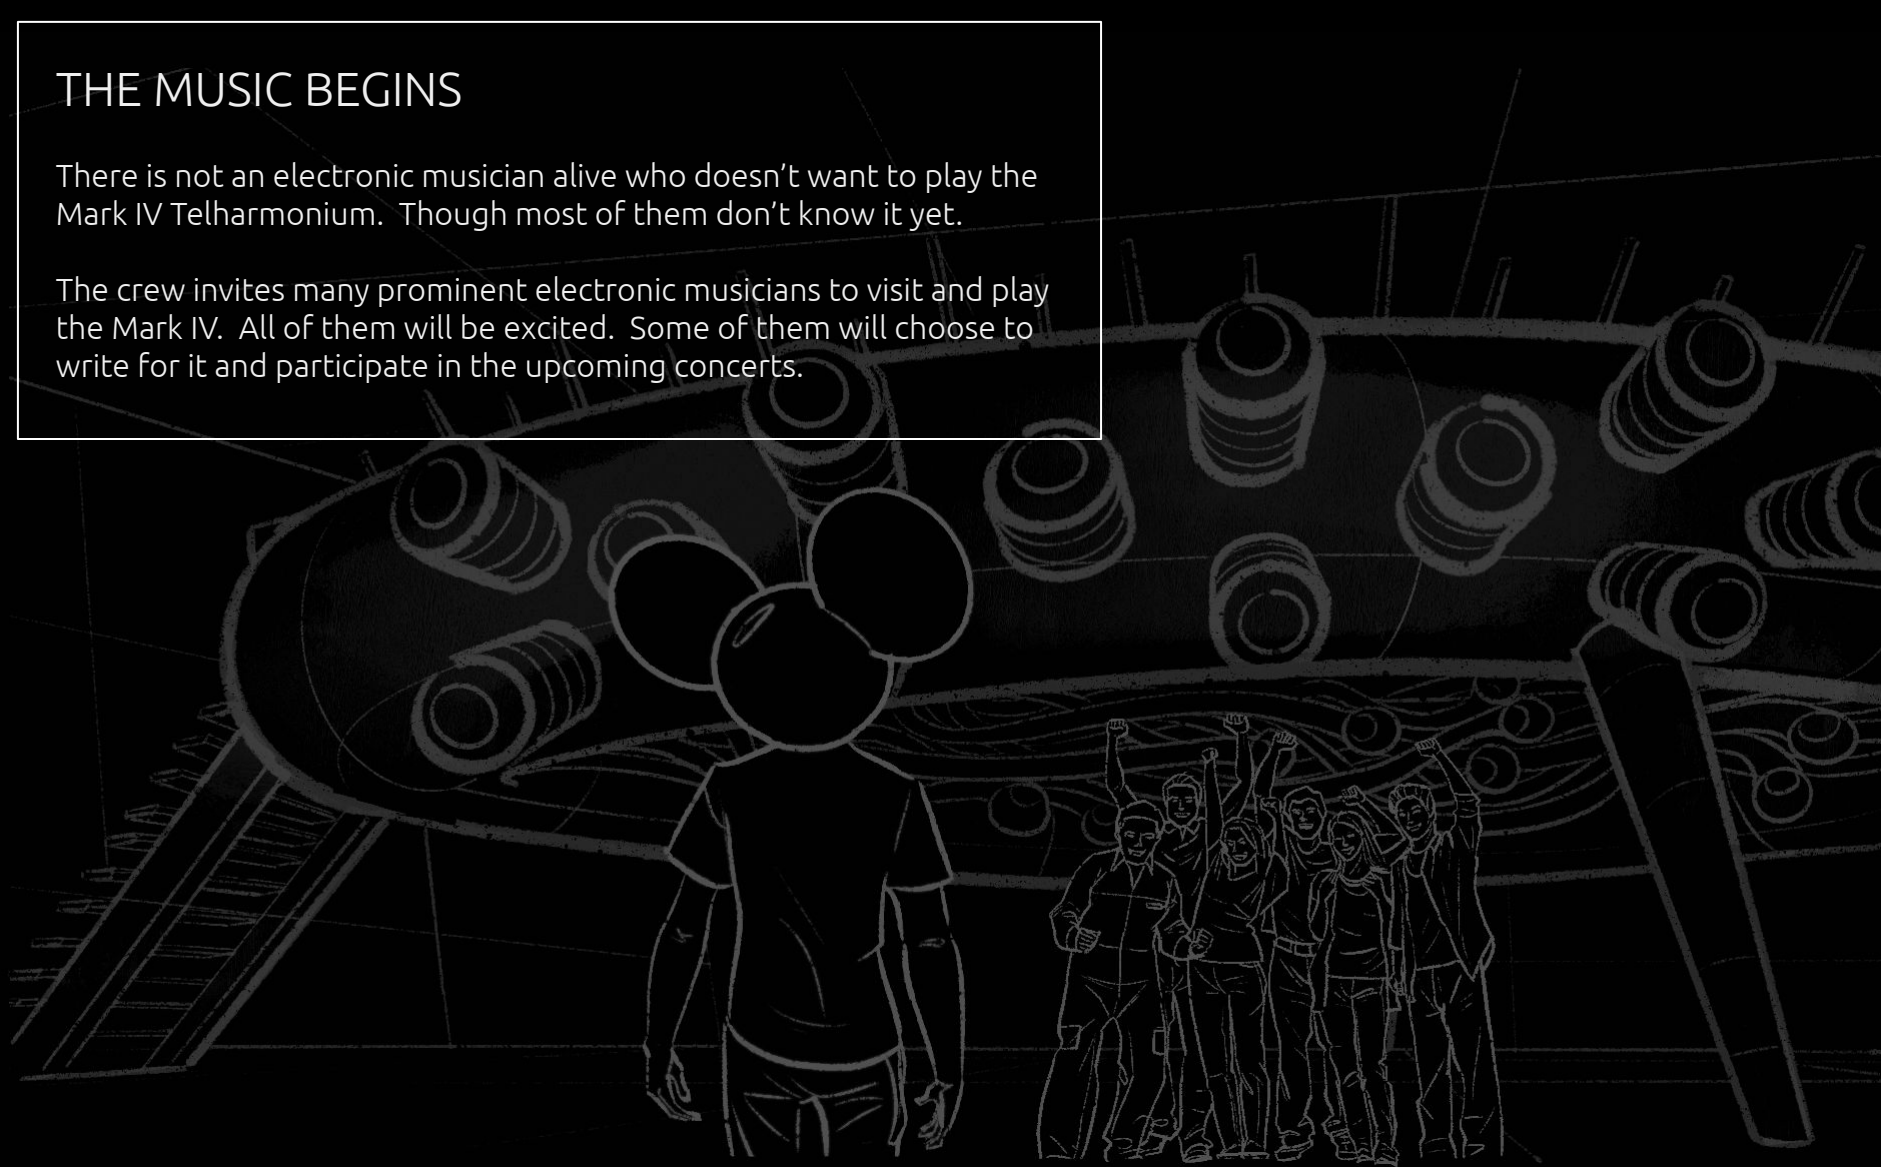 THE MUSIC BEGINS
There is not an electronic musician alive who doesn’t want to play the
Mark IV Telharmonium.  Though most of them don’t know it yet.
The crew invites many prominent electronic musicians to visit and play
the Mark IV.  All of them will be excited.  Some of them will choose to
write for it and participate in the upcoming concerts.